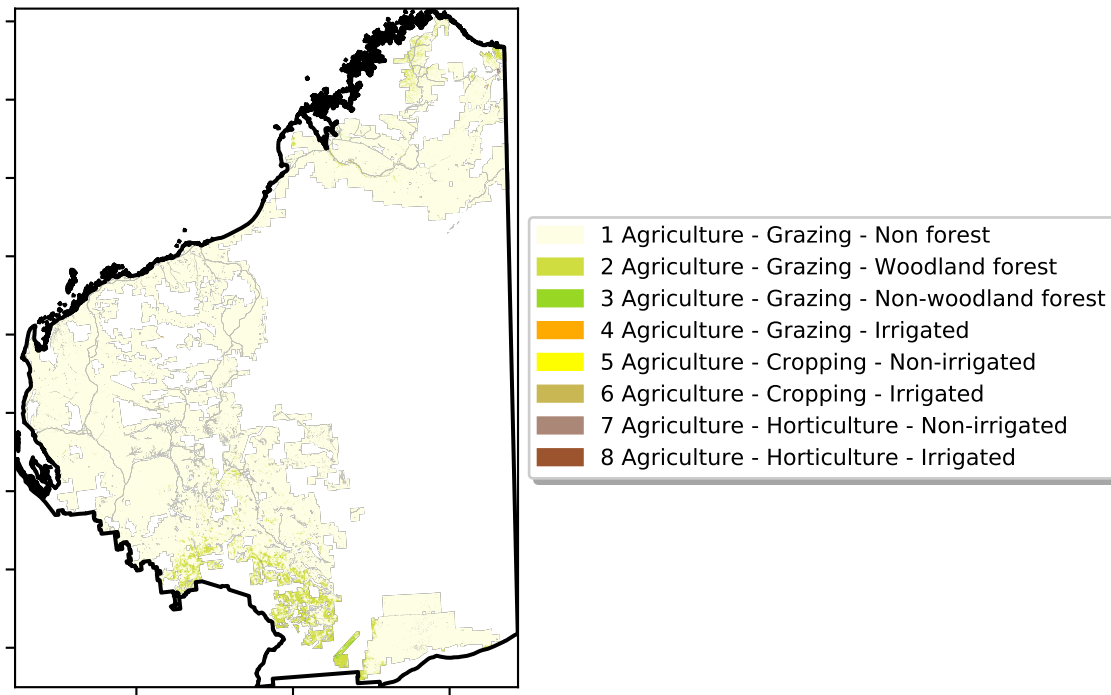 1 Agriculture - Grazing - Non forest
2 Agriculture - Grazing - Woodland forest
3 Agriculture - Grazing - Non-woodland forest
4 Agriculture - Grazing - Irrigated
5 Agriculture - Cropping - Non-irrigated
6 Agriculture - Cropping - Irrigated
7 Agriculture - Horticulture - Non-irrigated
8 Agriculture - Horticulture - Irrigated